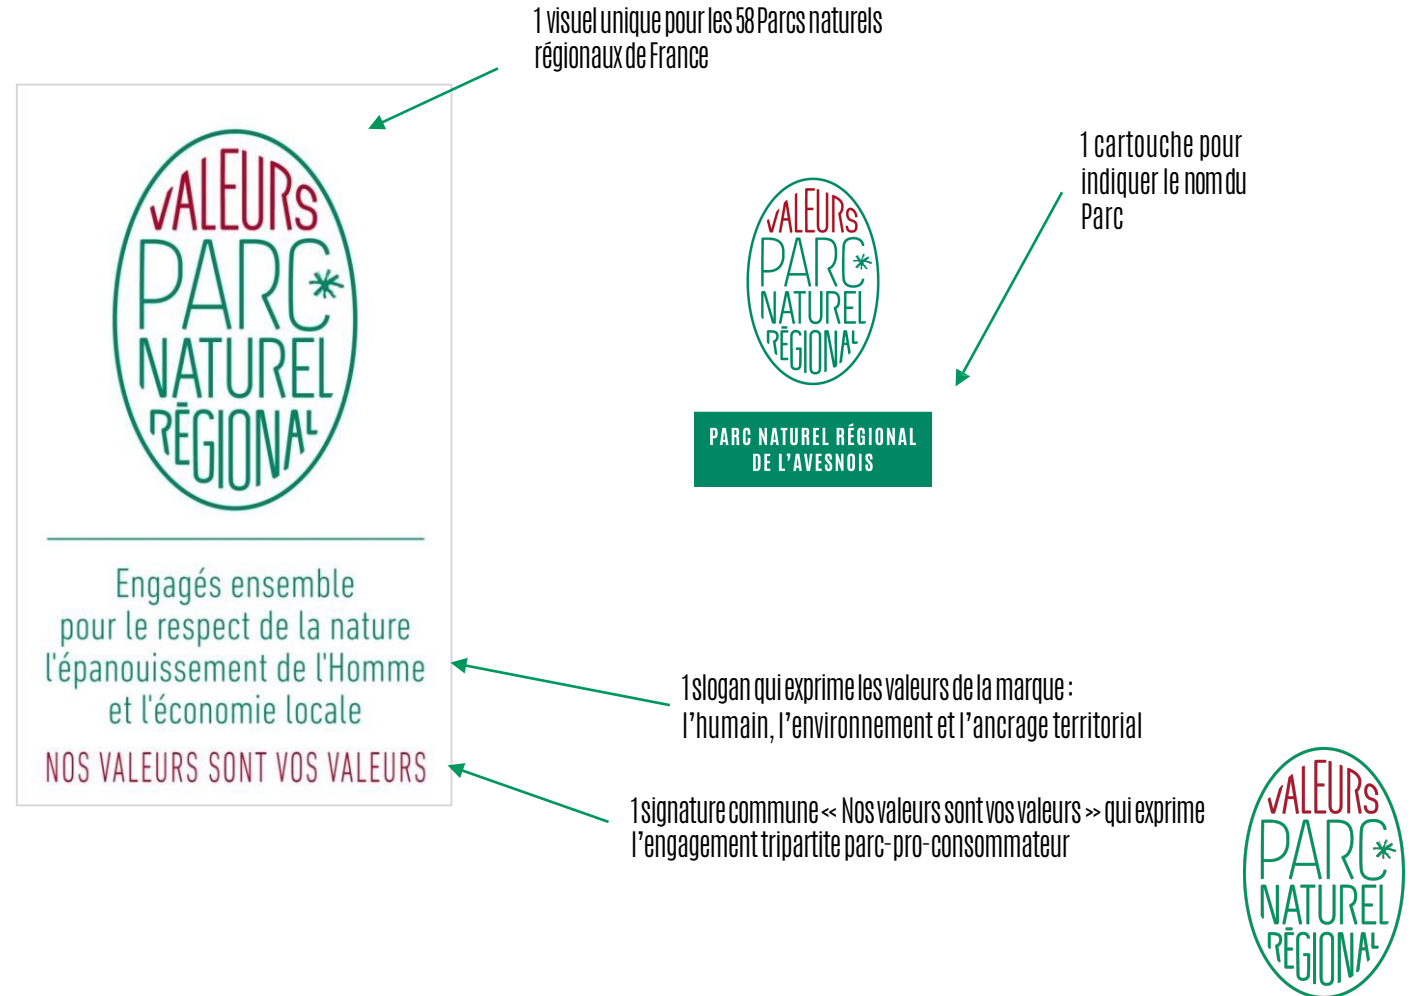 1 visuel unique pour les 58 Parcs naturels
régionaux de France
VALEURS
PARC
NATUREL
RÉGIONAL
Engagés ensemble
pour le respect de la nature
l'épanouissement de l'Homme
et l'économie locale
NOS VALEURS SONT VOS VALEURS
1 cartouche pour
indiquer le nom du
Parc
VALEURS
PARC
NATUREL
RÉGIONAL
PARC NATUREL RÉGIONAL
DE L’AVESNOIS
1 slogan qui exprime les valeurs de la marque :
l’humain, l’environnement et l’ancrage territorial
1 signature commune « Nos valeurs sont vos valeurs » qui exprime
l’engagement tripartite parc-pro-consommateur
VALEURS
PARC
NATUREL
RÉGIONAL